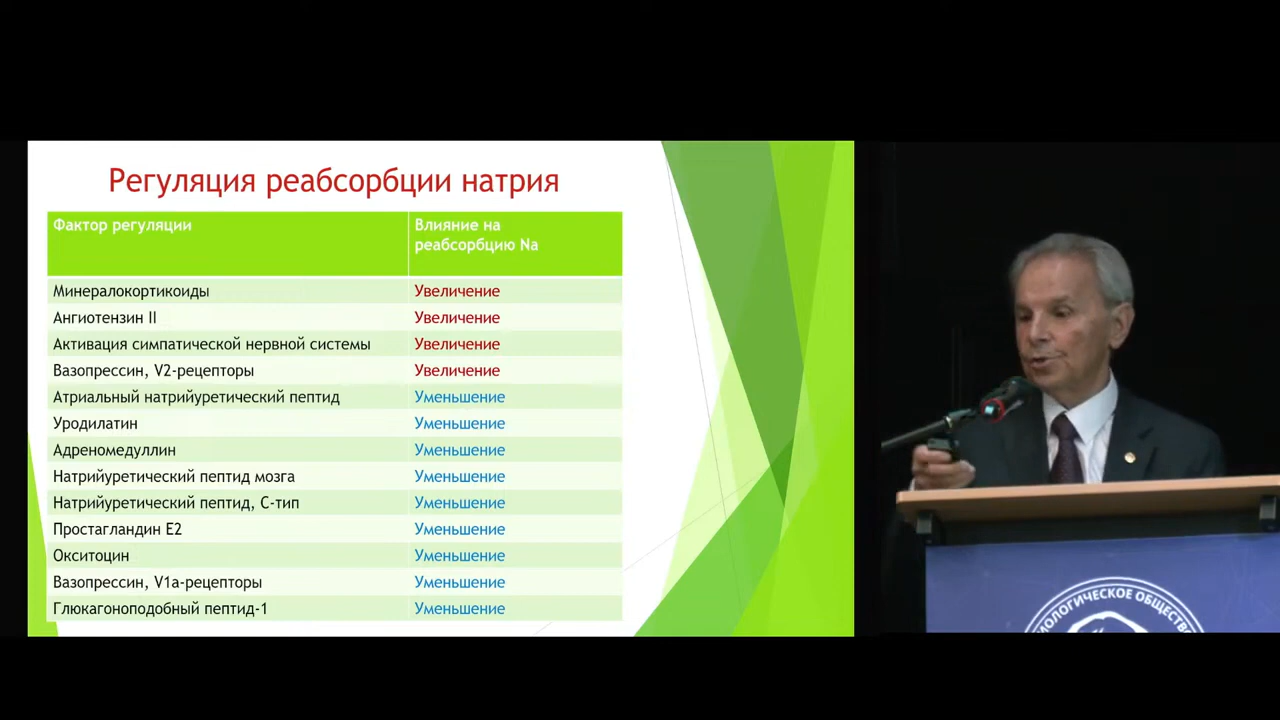 Регуляция реабсорбции натрия
Фактор регуляции
Влияние на
реабсорбцию Na
Минералокортикоиды
Увеличение
Ангиотензин II
Увеличение
Активация симпатической нервной системы
Увеличение
Вазопрессин, V2-рецепторы
Увеличение
Атриальный натрийуретический пептид
Уменьшение
Уродилатин
Уменьшение
Адреномедуллин
Уменьшение
Натрийуретический пептид мозга
Уменьшение
Натрийуретический пептид, С-тип
Уменьшение
Простагландин Е2
Уменьшение
Окситоцин
Уменьшение
Вазопрессин, V1а-рецепторы
Уменьшение
Глюкагоноподобный пептид-1
Уменьшение
ОБЩЕСТВ